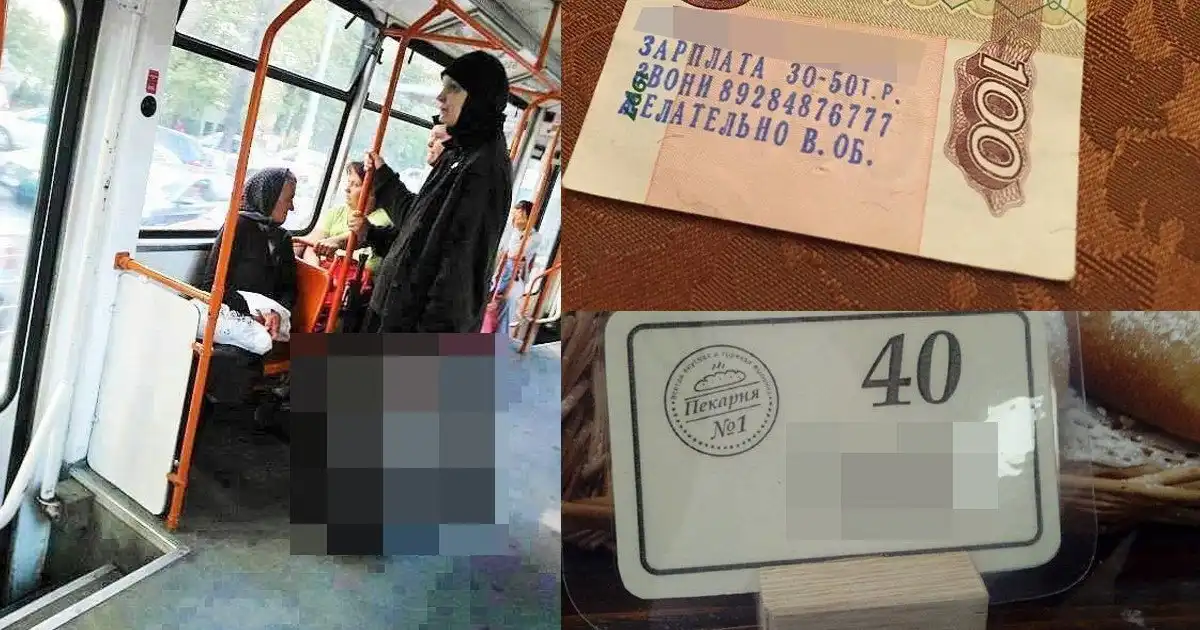 ЗАРПЛАТА 30-50т.р.
ЗВОНИ 89284876777
ЖЕЛАТЕЛЬНО В. ОБ.
100
40
Пекарня
№1